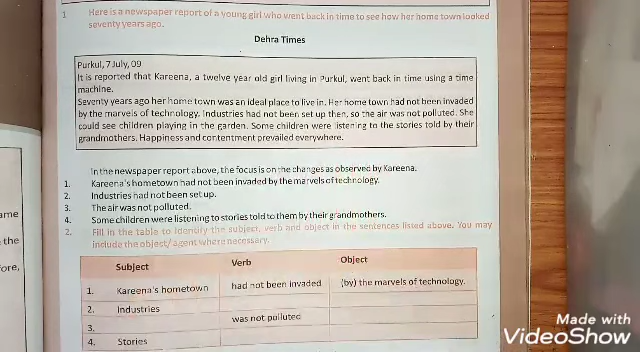 1 Here is a newspaper report of a young girl who went back in time to see how her home town looked
seventy years ago.
Dehra Times
Purkul, 7 July, 09
It is reported that Kareena, a twelve year old girl living in Purkul, went back in time using a time
machine.
Seventy years ago her home town was an ideal place to live in. Her home town had not been invaded
by the marvels of technology. Industries had not been set up then, so the air was not polluted. She
could see children playing in the garden. Some children were listening to the stories told by their
grandmothers. Happiness and contentment prevailed everywhere.
In the newspaper report above, the focus is on the changes as observed by Kareena.
1. Kareena's hometown had not been invaded by the marvels of technology.
2. Industries had not been set up.
3. The air was not polluted.
4. Some children were listening to stories told to them by their grandmothers.
2. Fill in the table to identify the subject, verb and object in the sentences listed above. You may
include the object/agent where necessary.
Subject Verb Object
1. Kareena's hometown had not been invaded (by) the marvels of technology.
2. Industries
3. was not polluted
4. Stories
ame
the
ore,
Made with
VideoShow